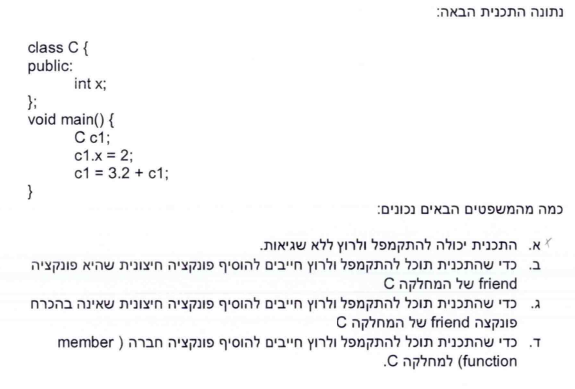 נתונה התכנית הבאה:
class C {
public:
int x;
};
void main() {
C c1;
c1.x = 2;
c1 = 3.2 + c1;
}
כמה מהמשפטים הבאים נכונים:
א. התכנית יכולה להתקמפל ולרוץ ללא שגיאות.
ב. כדי שהתכנית תוכל להתקמפל ולרוץ חייבים להוסיף פונקציה חיצונית שהיא פונקציה
friend של המחלקה C
ג. כדי שהתכנית תוכל להתקמפל ולרוץ חייבים להוסיף פונקציה חיצונית שאינה בהכרח
פונקצה friend של המחלקה C
ד. כדי שהתכנית תוכל להתקמפל ולרוץ חייבים להוסיף פונקציה חברה ( member
function) למחלקה C.